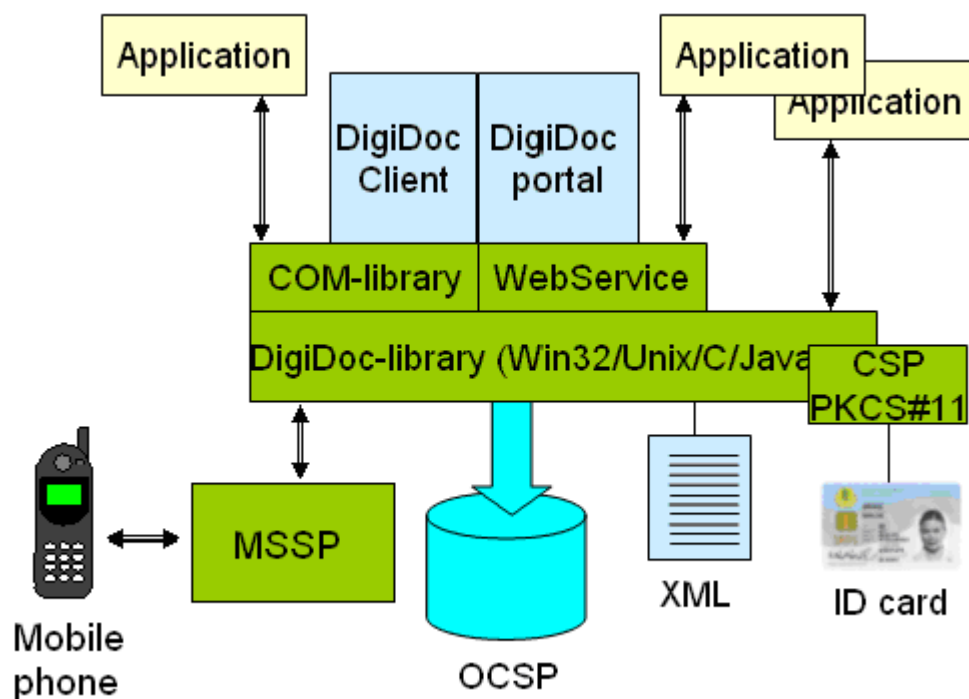 Application
Application
Application
DigiDoc
Client
DigiDoc
portal
COM-library
WebService
DigiDoc-library (Win32/Unix/C/Java
CSP
PKCS#11
MSSP
XML
ID card
Mobile
phone
OCSP